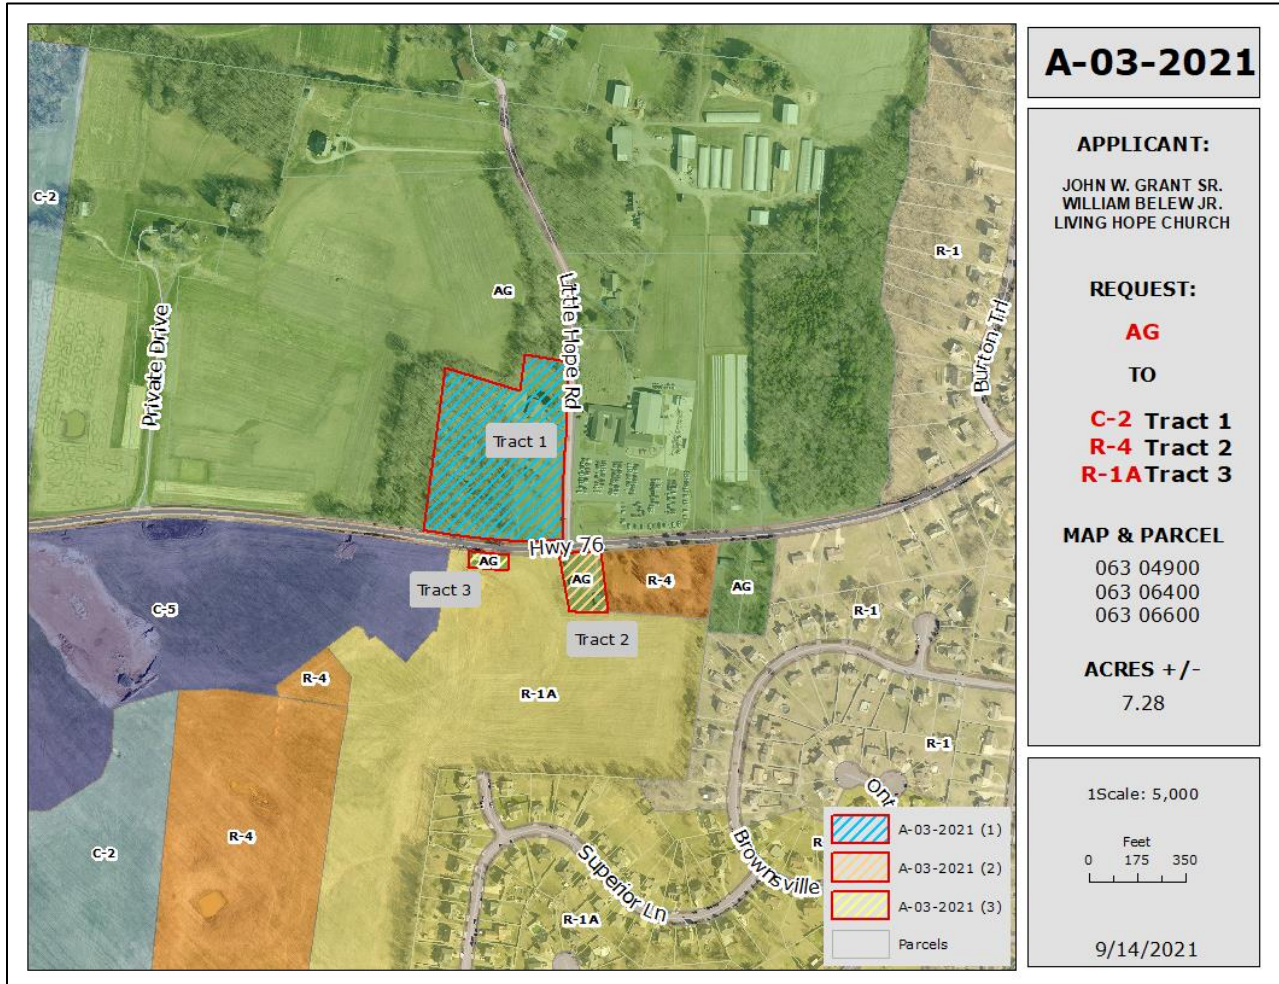 A-03-2021
APPLICANT:
JOHN W. GRANT SR.
WILLIAM BELEW JR.
LIVING HOPE CHURCH
REQUEST:
AG
TO
C-2 Tract 1
R-4 Tract 2
R-1A Tract 3
MAP & PARCEL
063 04900
063 06400
063 06600
ACRES +/-
7.28
1Scale: 5,000
Feet
0 175 350
9/14/2021
C-2
R-1
AG
Little Hope Rd
Private Drive
Burton Trl
Tract 1
Hwy 76
AG
Tract 3
AG
R-4
AG
C-5
R-1
Tract 2
R-4
R-1A
R-1
Ont
C-2
R-4
R
Brownsville
Superior Ln
R-1A
A-03-2021 (1)
A-03-2021 (2)
A-03-2021 (3)
Parcels